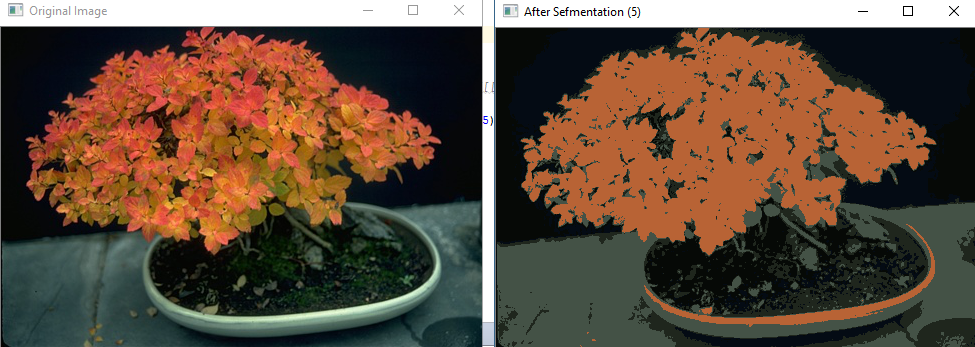 Original Image
After Sefmentation (5)
5)